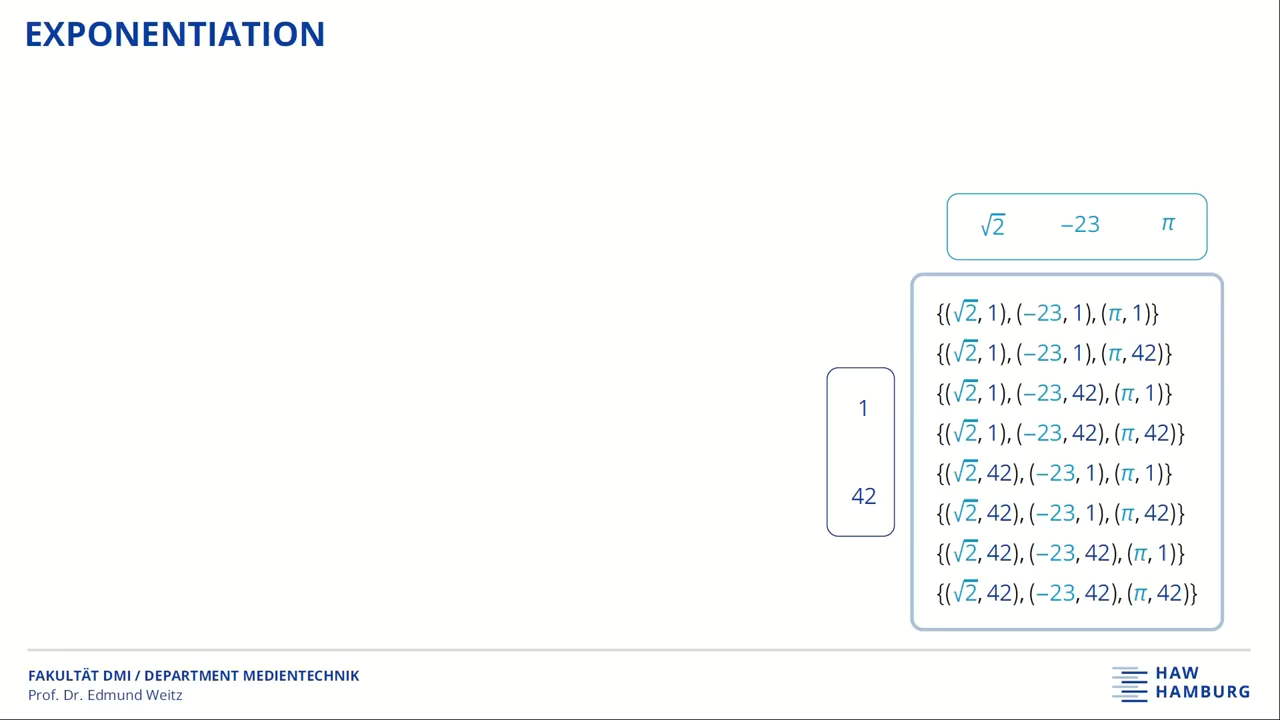 EXPONENTIATION
√2 −23 π
{(√2, 1), (−23, 1), (π, 1)}
{(√2, 1), (−23, 1), (π, 42)}
{(√2, 1), (−23, 42), (π, 1)}
{(√2, 1), (−23, 42), (π, 42)}
{(√2, 42), (−23, 1), (π, 1)}
{(√2, 42), (−23, 1), (π, 42)}
{(√2, 42), (−23, 42), (π, 1)}
{(√2, 42), (−23, 42), (π, 42)}
1
42
FAKULTÄT DMI / DEPARTMENT MEDIENTECHNIK
Prof. Dr. Edmund Weitz
HAW
HAMBURG